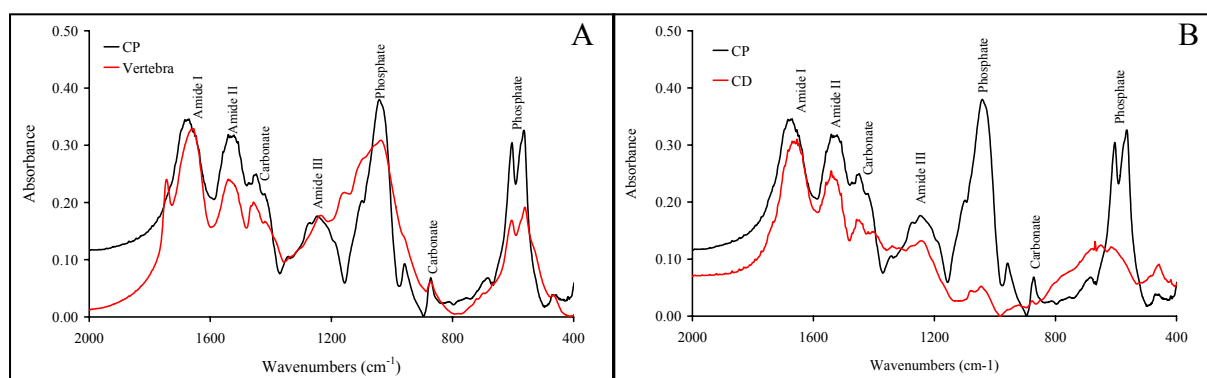 A
CP
Vertebra
Amide I
Amide II
Carbonate
Amide III
Phosphate
Carbonate
Phosphate
Absorbance
0.50
0.40
0.30
0.20
0.10
0.00
2000 1600 1200 800 400
Wavenumbers (cm-1)
B
CP
CD
Amide I
Amide II
Carbonate
Amide III
Phosphate
Carbonate
Phosphate
Absorbance
0.50
0.40
0.30
0.20
0.10
0.00
2000 1600 1200 800 400
Wavenumbers (cm-1)